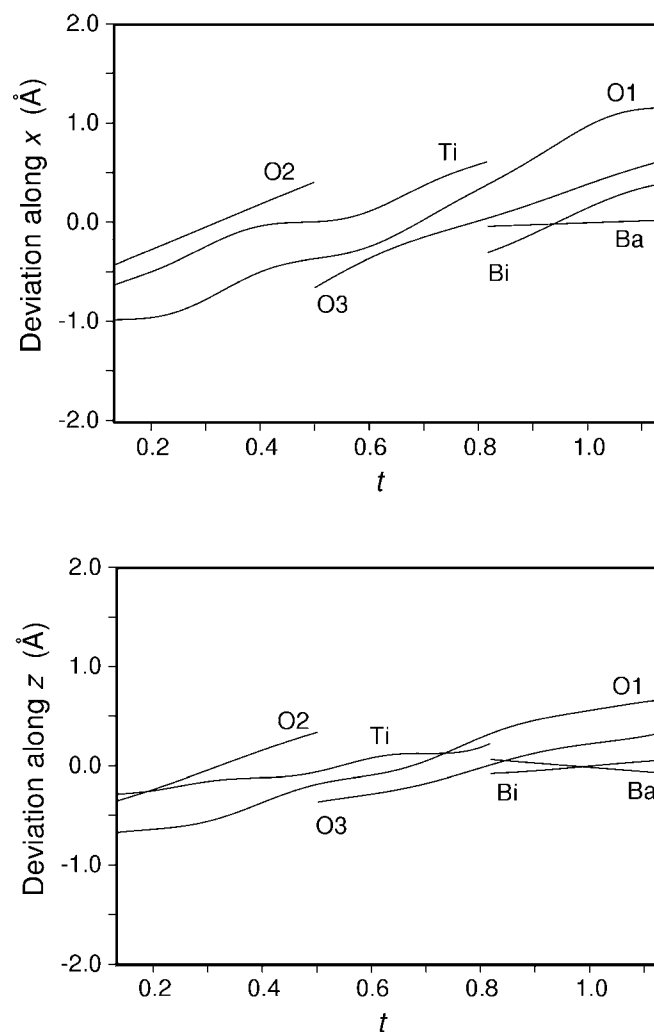 Deviation along x (Å)
2.0
1.0
0.0
-1.0
-2.0
O2
Ti
O1
O3
Bi
Ba
0.2 0.4 0.6 0.8 1.0
t
Deviation along z (Å)
2.0
1.0
0.0
-1.0
-2.0
O2
Ti
O1
O3
Bi
Ba
0.2 0.4 0.6 0.8 1.0
t